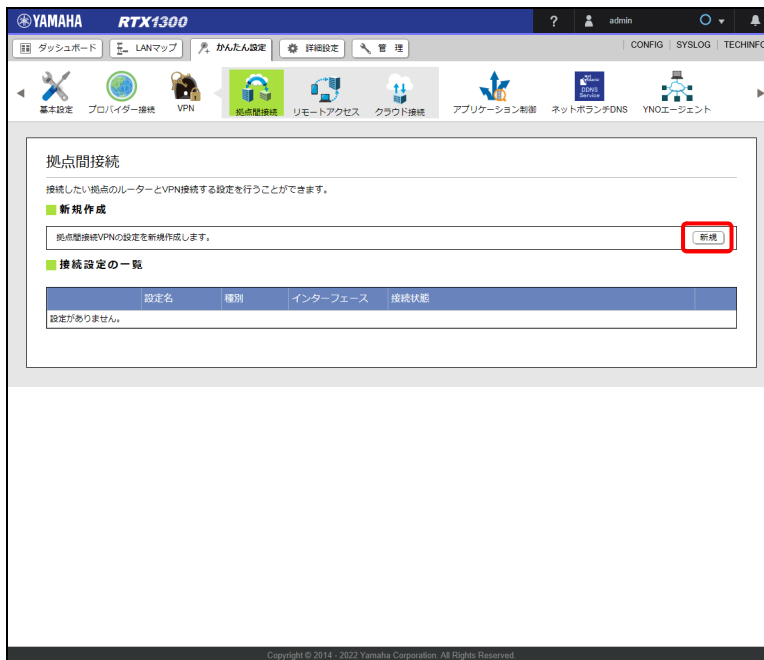 YAMAHA RTX1300 ? admin
ダッシュボード LANマップ かんたん設定 詳細設定 管 理 CONFIG SYSLOG TECHINFO
基本設定 プロバイダー接続 VPN 拠点間接続 リモートアクセス クラウド接続 アプリケーション制御 ネットボランチDNS YNOエージェント
DDNS
Service
拠点間接続
接続したい拠点のルーターとVPN接続する設定を行うことができます。
新規作成
拠点間接続VPNの設定を新規作成します。 新規
接続設定の一覧
設定名 種別 インターフェース 接続状態
設定がありません。
Copyright © 2014 - 2022 Yamaha Corporation. All Rights Reserved.